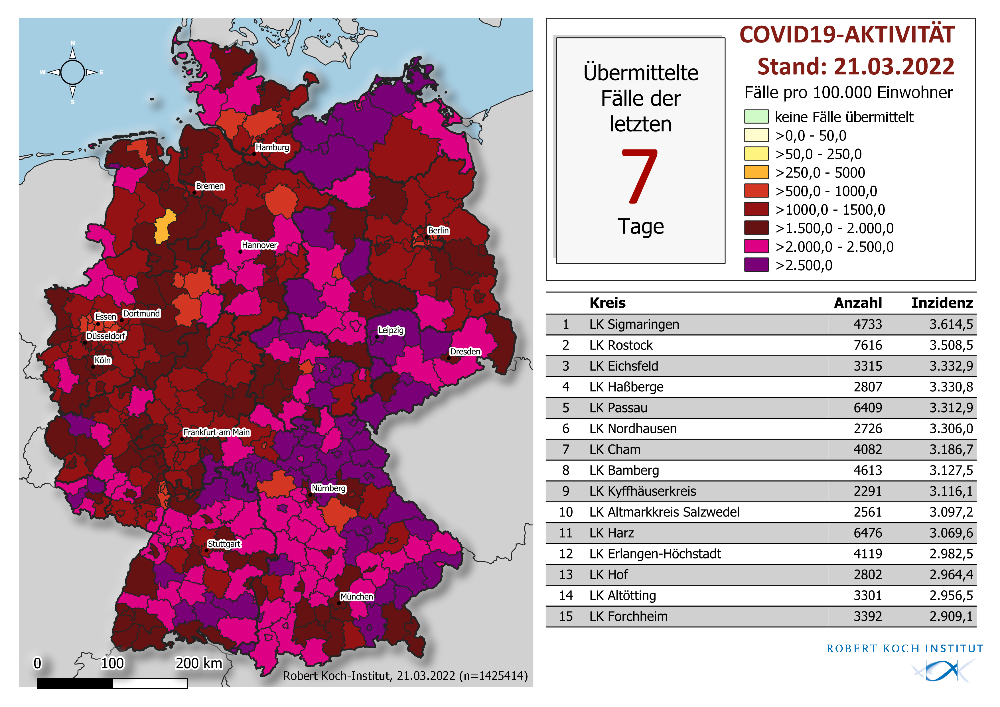 N
W
E
S
Hamburg
Bremen
Berlin
Hannover
Essen
Dortmund
Düsseldorf
Leipzig
Dresden
Köln
Frankfurt am Main
Nürnberg
Stuttgart
München
0 100 200 km
Robert Koch-Institut, 21.03.2022 (n=1425414)
Übermittelte
Fälle der
letzten
7
Tage
COVID19-AKTIVITÄT
Stand: 21.03.2022
Fälle pro 100.000 Einwohner
keine Fälle übermittelt
>0,0 - 50,0
>50,0 - 250,0
>250,0 - 5000
>500,0 - 1000,0
>1000,0 - 1500,0
>1.500,0 - 2.000,0
>2.000,0 - 2.500,0
>2.500,0
Kreis Anzahl Inzidenz
1 LK Sigmaringen 4733 3.614,5
2 LK Rostock 7616 3.508,5
3 LK Eichsfeld 3315 3.332,9
4 LK Haßberge 2807 3.330,8
5 LK Passau 6409 3.312,9
6 LK Nordhausen 2726 3.306,0
7 LK Cham 4082 3.186,7
8 LK Bamberg 4613 3.127,5
9 LK Kyffhäuserkreis 2291 3.116,1
10 LK Altmarkkreis Salzwedel 2561 3.097,2
11 LK Harz 6476 3.069,6
12 LK Erlangen-Höchstadt 4119 2.982,5
13 LK Hof 2802 2.964,4
14 LK Altötting 3301 2.956,5
15 LK Forchheim 3392 2.909,1
ROBERT KOCH INSTITUT